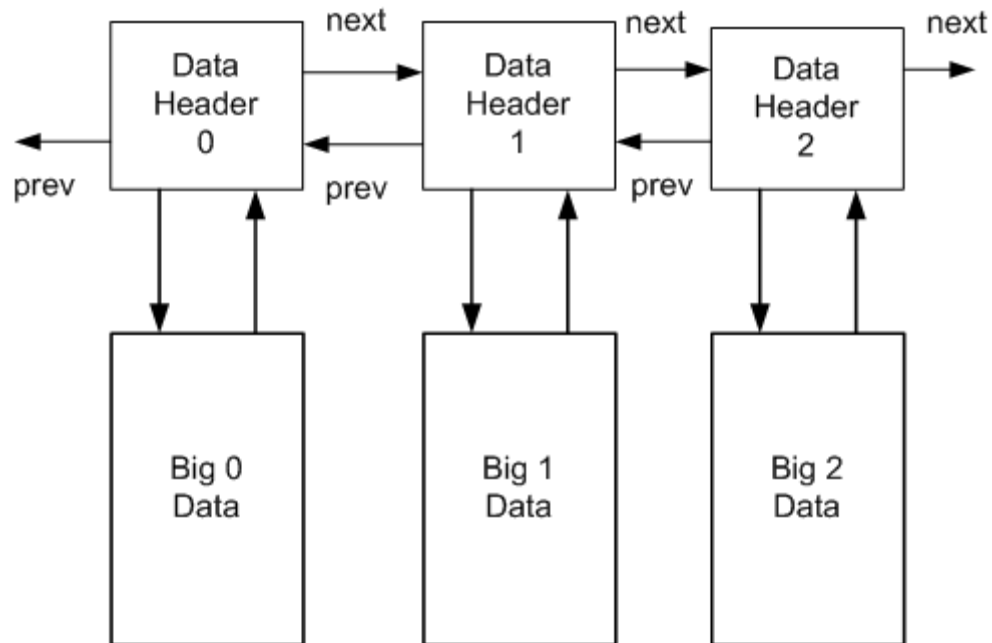 next
next
next
Data
Header
0
Data
Header
1
Data
Header
2
prev
prev
prev
Big 0
Data
Big 1
Data
Big 2
Data